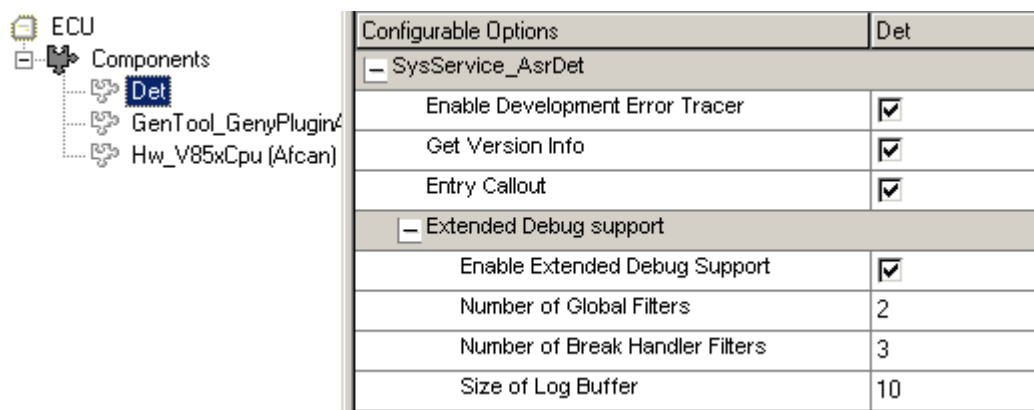 ECU
Components
Det
GenTool_GenyPluginA
Hw_V85xCpu (Afcan)
Configurable Options Det
SysService_AsrDet
Enable Development Error Tracer
Get Version Info
Entry Callout
Extended Debug support
Enable Extended Debug Support
Number of Global Filters 2
Number of Break Handler Filters 3
Size of Log Buffer 10